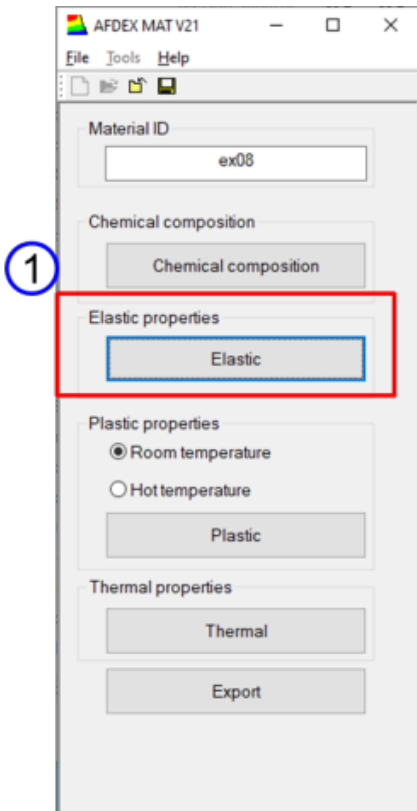 AFDEX MAT V21
File Tools Help
Material ID
ex08
Chemical composition
1
Chemical composition
Elastic properties
Elastic
Plastic properties
Room temperature
Hot temperature
Plastic
Thermal properties
Thermal
Export